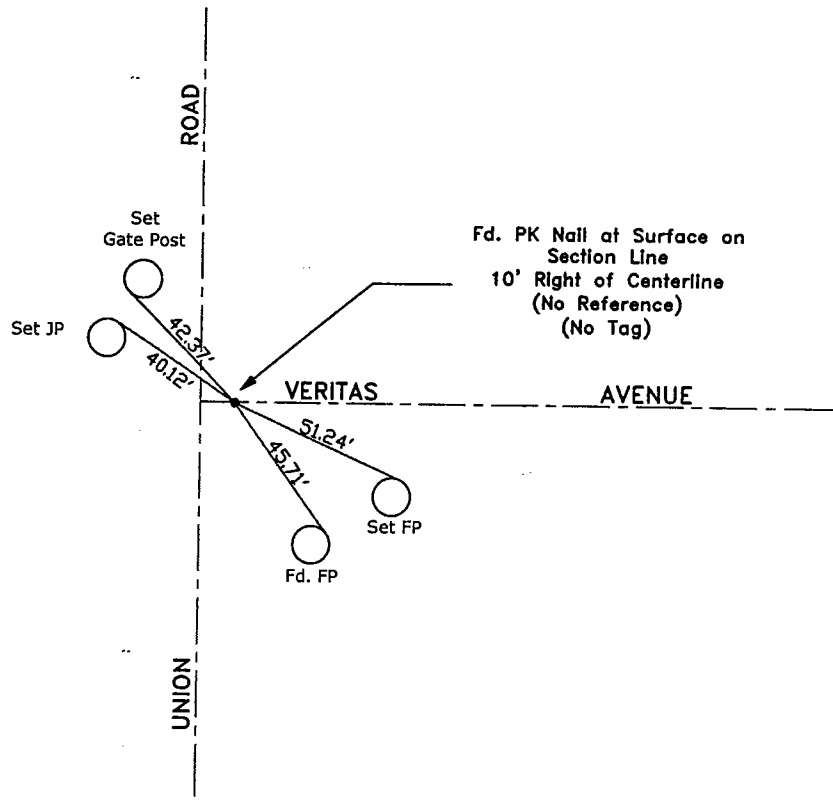 ROAD
Set
Gate Post
Fd. PK Nail at Surface on
Section Line
10' Right of Centerline
(No Reference)
(No Tag)
Set JP
42.37'
40.12'
VERITAS AVENUE
51.24'
45.71'
Set FP
Fd. FP
UNION